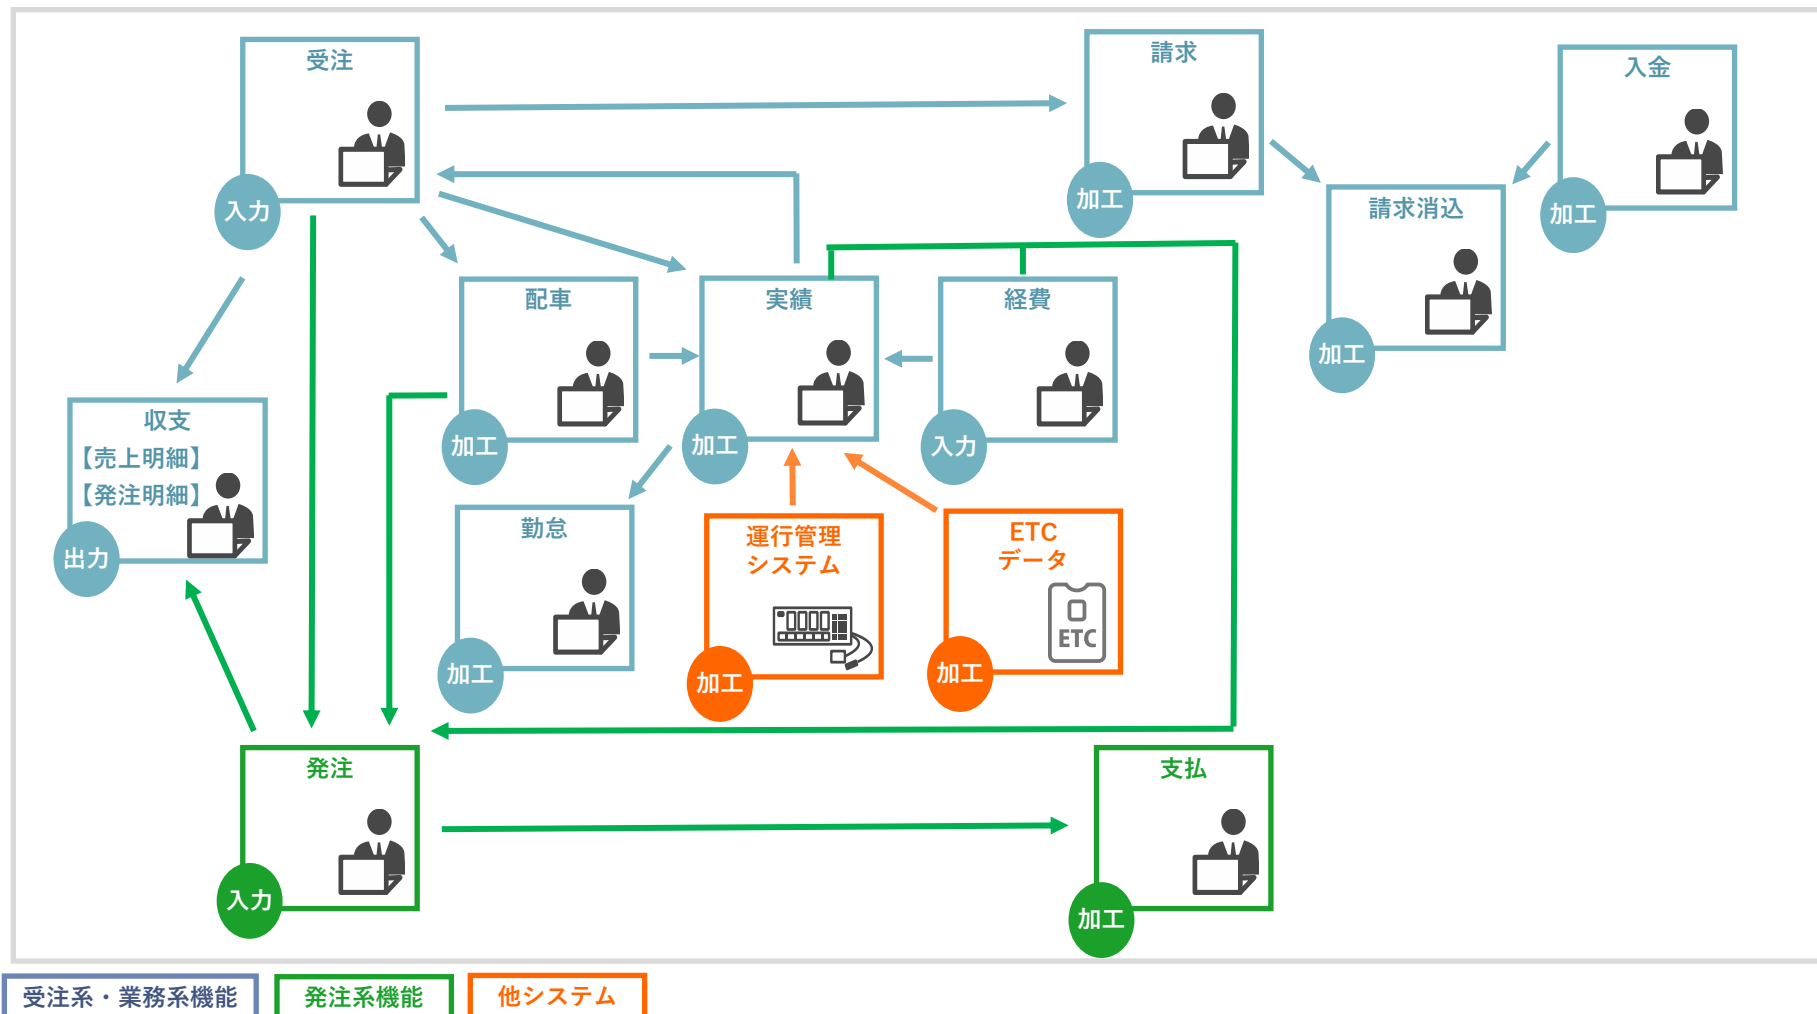 受注
入力
請求
加工
入金
加工
請求消込
加工
配車
加工
実績
加工
経費
入力
収支
【売上明細】
【発注明細】
出力
勤怠
加工
運行管理
システム
加工
ETC
データ
ETC
加工
発注
入力
支払
加工
受注系・業務系機能
発注系機能
他システム